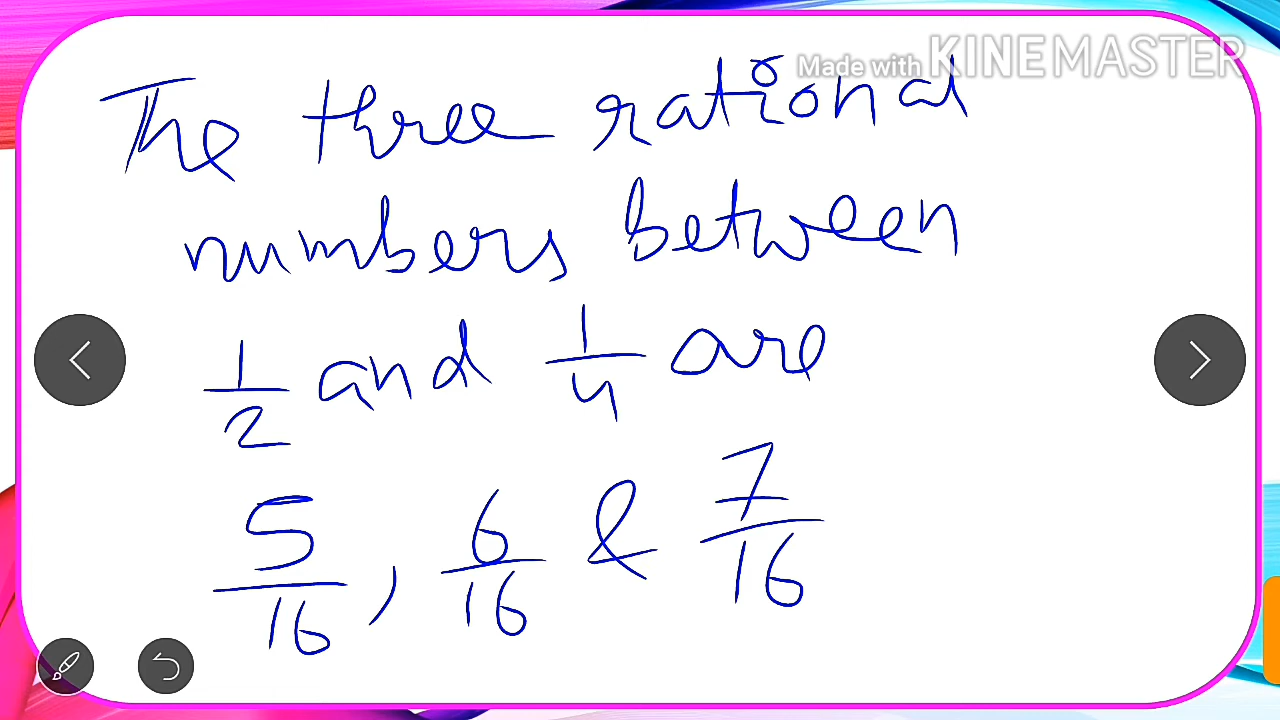 Made with KINEMASTER
The three rational
numbers between
1/2 and 1/4 are
5/16, 6/16 & 7/16